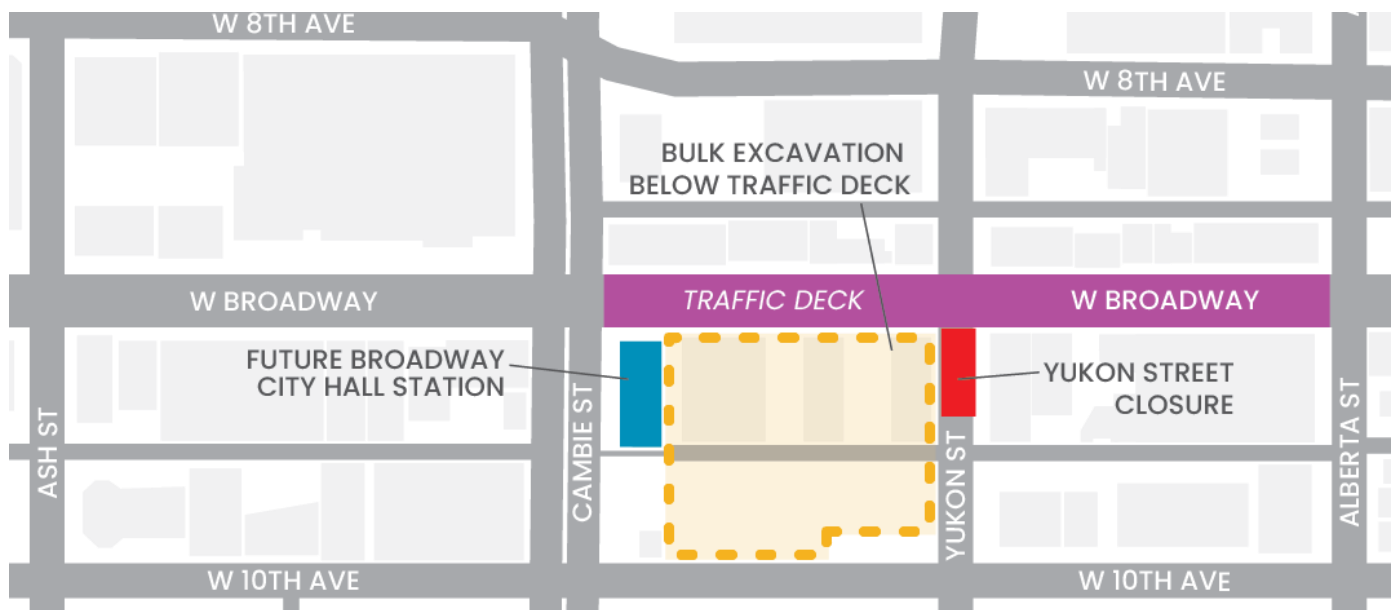 W 8TH AVE
W 8TH AVE
BULK EXCAVATION
BELOW TRAFFIC DECK
W BROADWAY
TRAFFIC DECK
W BROADWAY
FUTURE BROADWAY
CITY HALL STATION
YUKON STREET
CLOSURE
ASH ST
CAMBIE ST
YUKON ST
ALBERTA ST
W 10TH AVE
W 10TH AVE